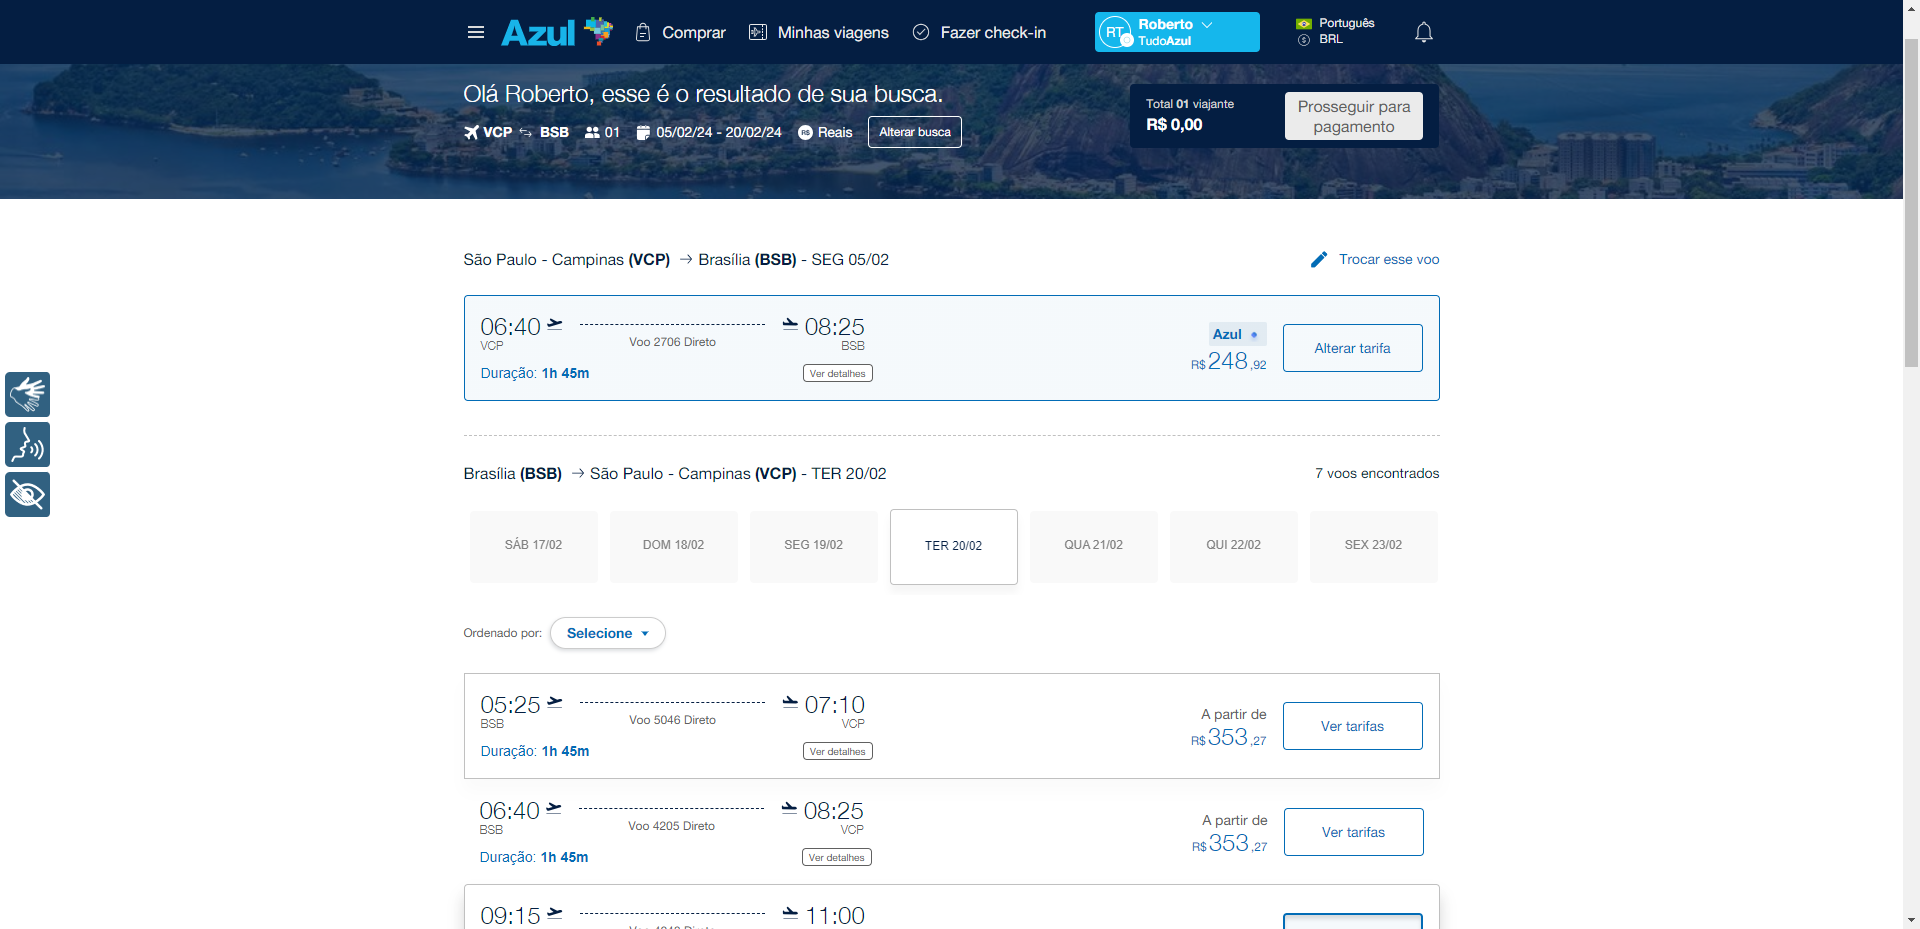 Azul
Comprar
Minhas viagens
Fazer check-in
RT
Roberto
TudoAzul
Português
BRL
Olá Roberto, esse é o resultado de sua busca.
VCP BSB 01 05/02/24 - 20/02/24 R$ Reais Alterar busca
Total 01 viajante
R$ 0,00
Prosseguir para
pagamento
São Paulo - Campinas (VCP) → Brasília (BSB) - SEG 05/02
Trocar esse voo
06:40 08:25
VCP Voo 2706 Direto BSB
Duração: 1h 45m
Ver detalhes
Azul
R$ 248,92
Alterar tarifa
Brasília (BSB) → São Paulo - Campinas (VCP) - TER 20/02
7 voos encontrados
SÁB 17/02 DOM 18/02 SEG 19/02 TER 20/02 QUA 21/02 QUI 22/02 SEX 23/02
Ordenado por: Selecione
05:25 07:10
BSB Voo 5046 Direto VCP
Duração: 1h 45m
Ver detalhes
A partir de
R$ 353,27
Ver tarifas
06:40 08:25
BSB Voo 4205 Direto VCP
Duração: 1h 45m
Ver detalhes
A partir de
R$ 353,27
Ver tarifas
09:15 11:00